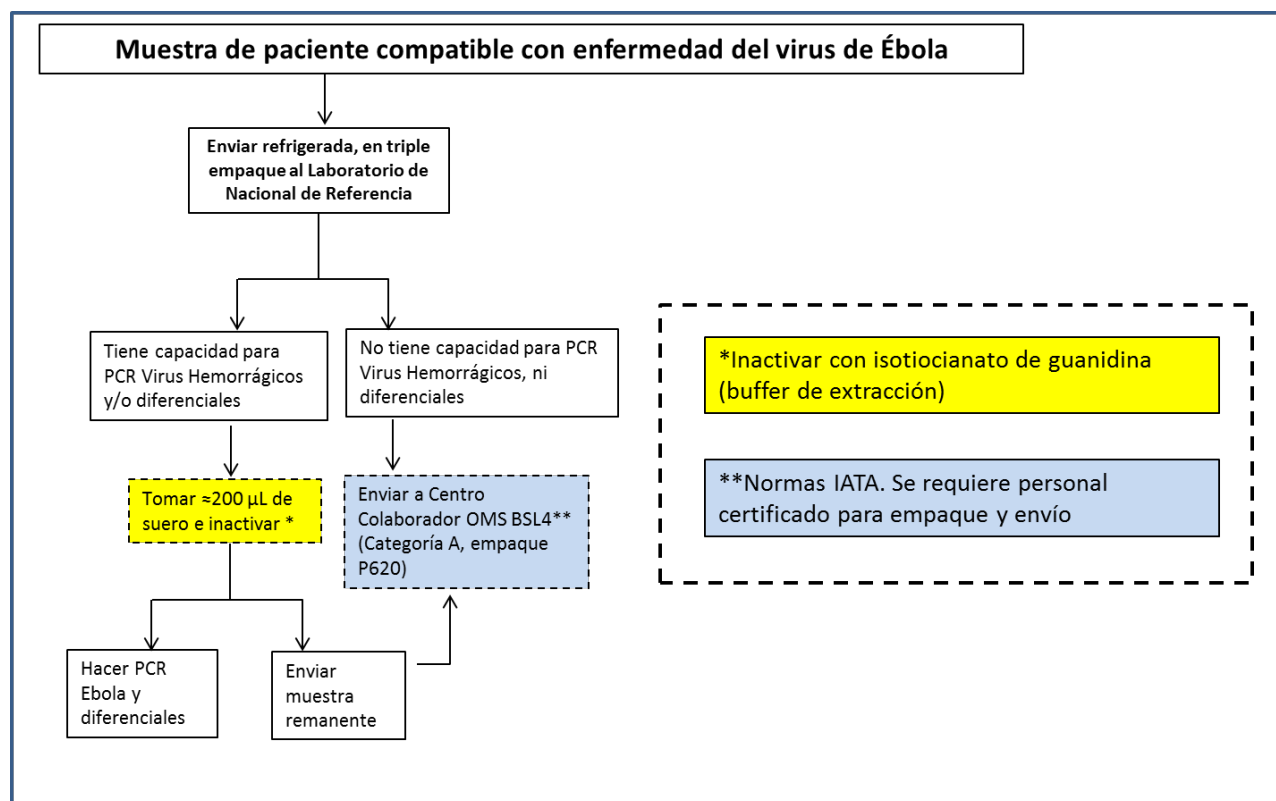 Muestra de paciente compatible con enfermedad del virus de Ébola
Enviar refrigerada, en triple
empaque al Laboratorio de
Nacional de Referencia
Tiene capacidad para
PCR Virus Hemorrágicos
y/o diferenciales
No tiene capacidad para PCR
Virus Hemorrágicos, ni
diferenciales
Tomar ≈200 µL de
suero e inactivar *
Enviar a Centro
Colaborador OMS BSL4**
(Categoría A, empaque
P620)
Hacer PCR
Ebola y
diferenciales
Enviar
muestra
remanente
*Inactivar con isotiocianato de guanidina
(buffer de extracción)
**Normas IATA. Se requiere personal
certificado para empaque y envío